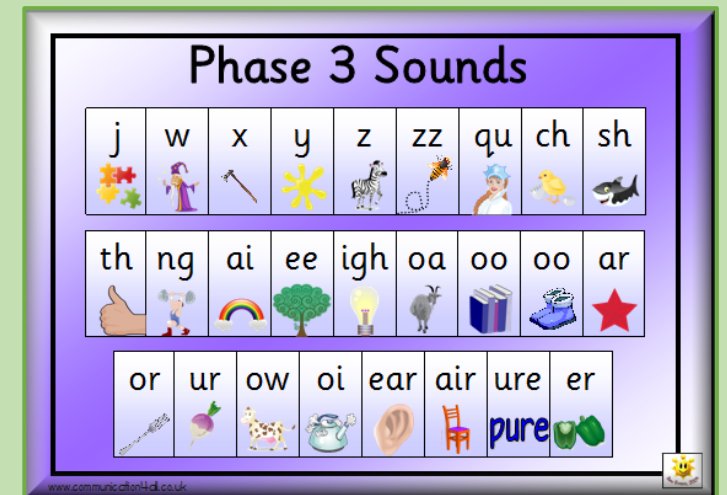 Phase 3 Sounds
j w x y z zz qu ch sh
th ng ai ee igh oa oo oo ar
or ur ow oi ear air ure er
pure
www.communication4all.co.uk